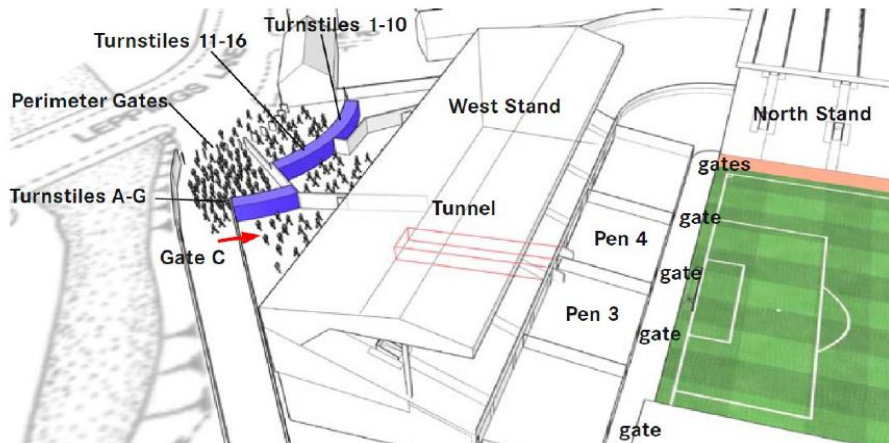 Turnstiles 1-10
Turnstiles 11-16
Perimeter Gates
LEPPINGS
West Stand
North Stand
gates
Turnstiles A-G
Tunnel
gate
Pen 4
Gate C
gate
Pen 3
gate
gate